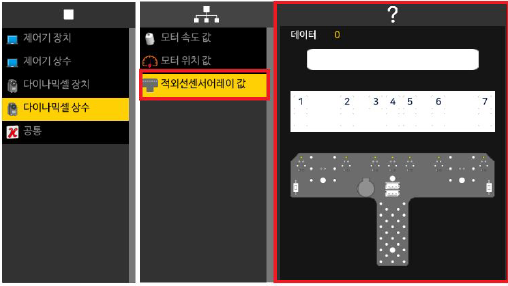 제어기 장치
제어기 상수
다이나믹셀 장치
다이나믹셀 상수
공통
모터 속도 값
모터 위치 값
적외선센서어레이 값
?
데이터 0
1 2 3 4 5 6 7